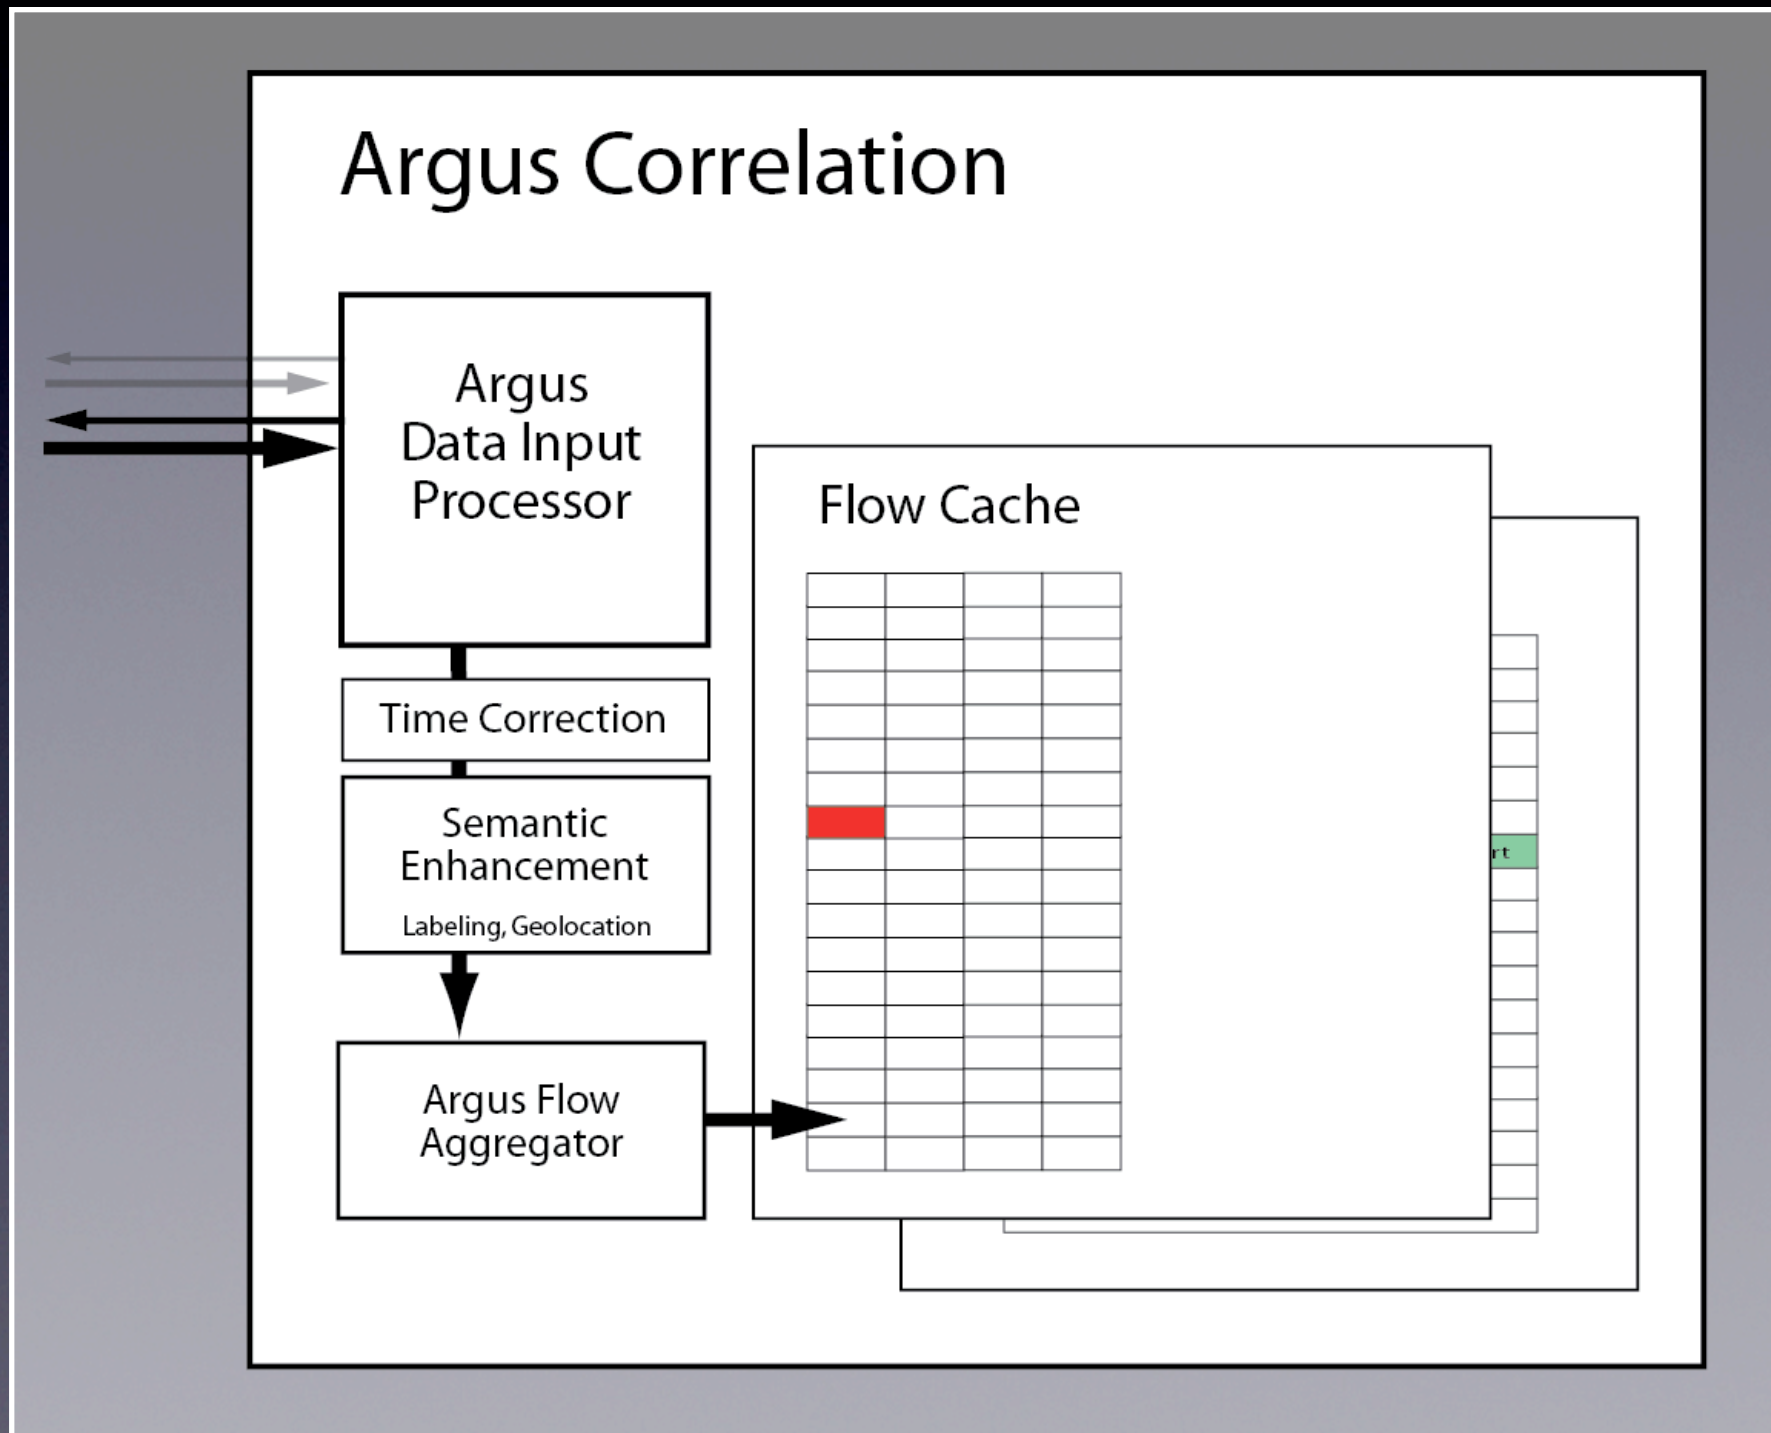 Argus Correlation
Argus
Data Input
Processor
Time Correction
Semantic
Enhancement
Labeling, Geolocation
Argus Flow
Aggregator
Flow Cache